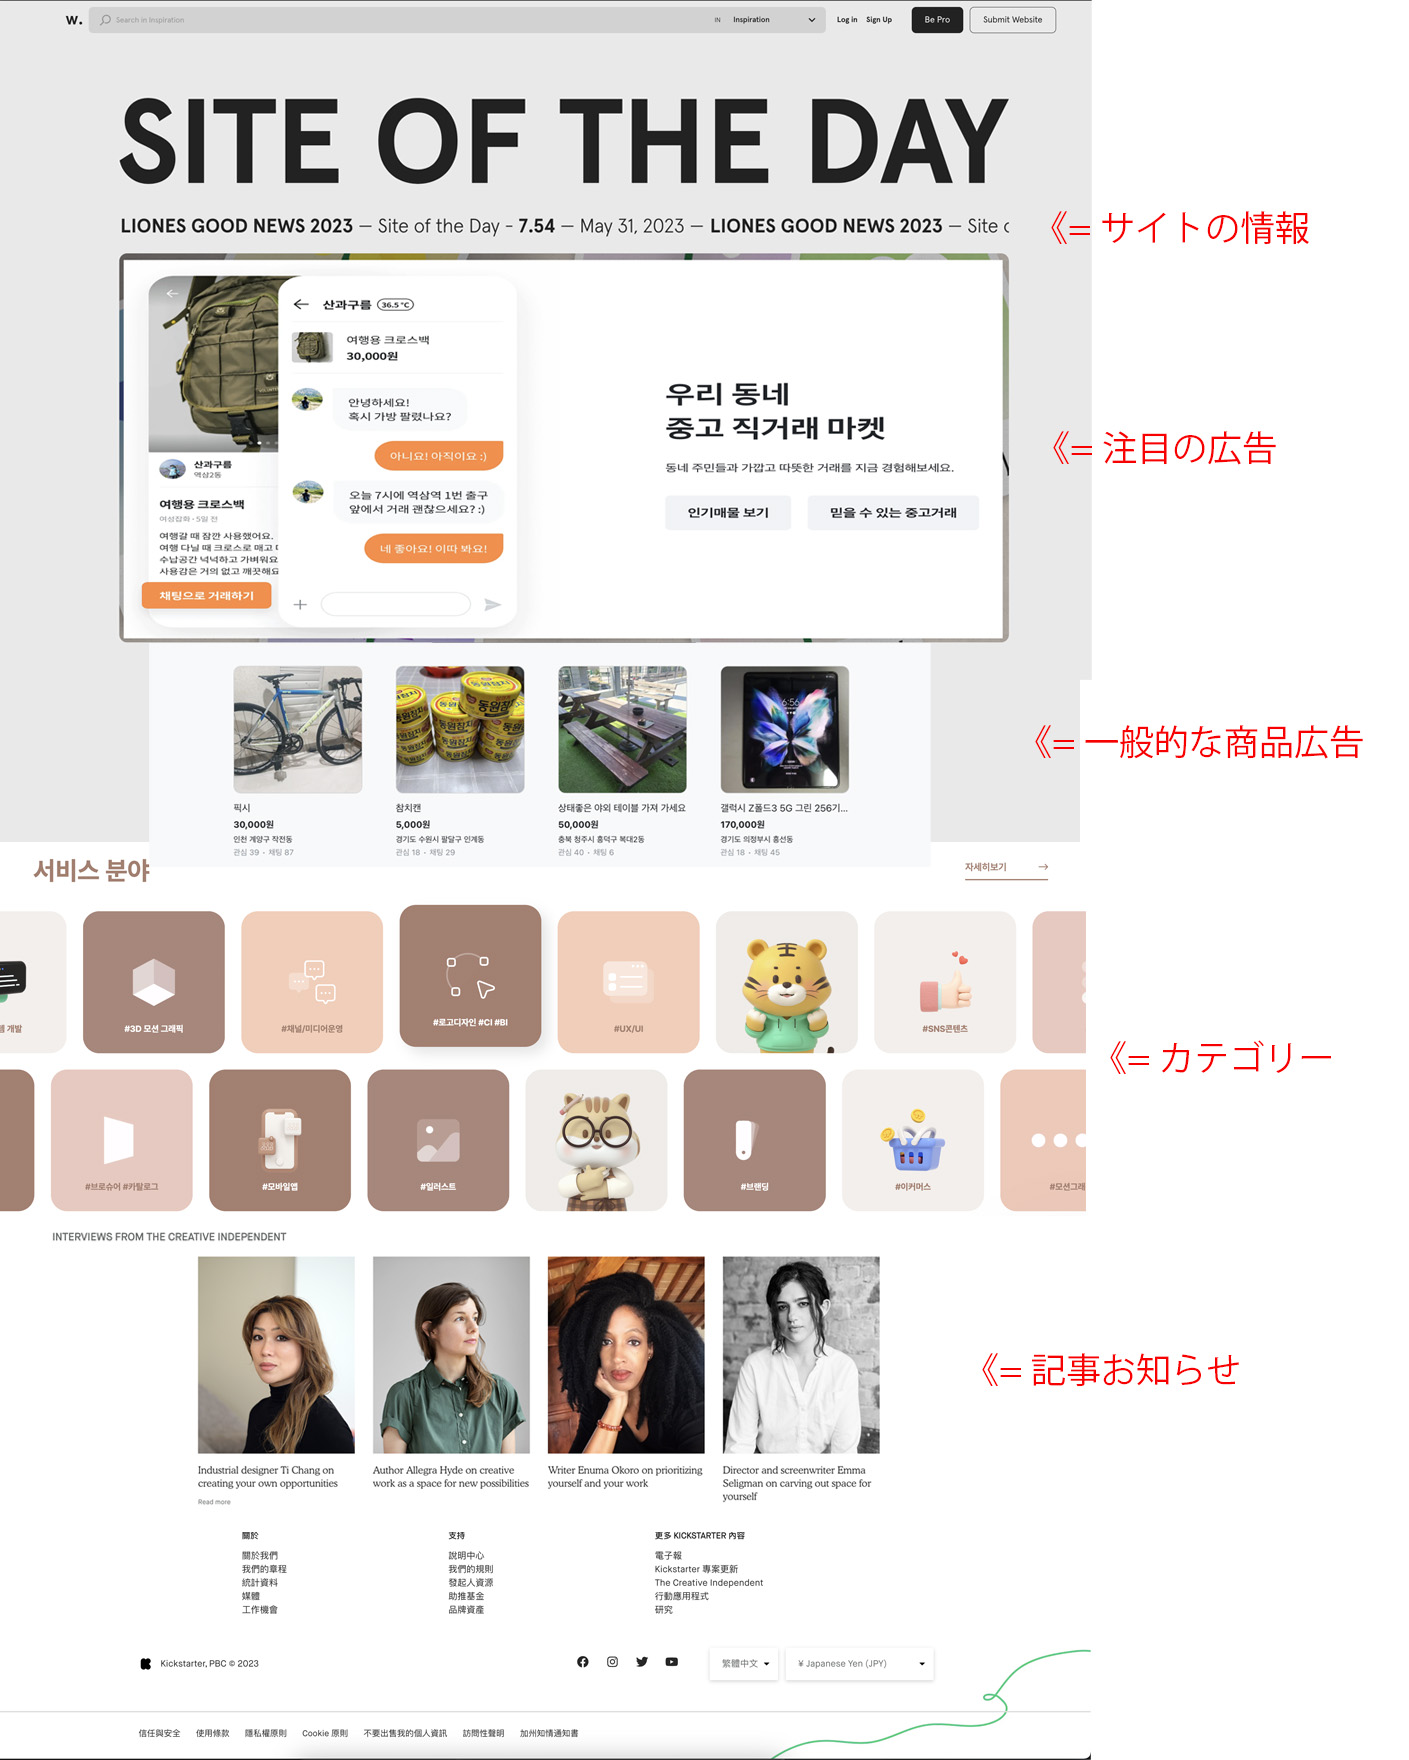 w.
Search in Inspiration
IN Inspiration
Log in
Sign Up
Be Pro
Submit Website
SITE OF THE DAY
LIONES GOOD NEWS 2023 — Site of the Day - 7.54 — May 31, 2023 — LIONES GOOD NEWS 2023 — Site
《= サイトの情報
산과구름 36.5 °C
여행용 크로스백
30,000원
안녕하세요!
혹시 가방 팔렸나요?
아니요! 아직이요 :)
오늘 7시에 역삼역 1번 출구
앞에서 거래 괜찮으세요? :)
네 좋아요! 이따 봐요!
산과구름
역삼2동
여행용 크로스백
여성잡화 · 5일 전
여행갈 때 잠깐 사용했어요.
여행 다닐 때 크로스로 매고
수납공간 넉넉하고 가벼워요
사용감은 거의 없고 깨끗해요
채팅으로 거래하기
우리 동네
중고 직거래 마켓
동네 주민들과 가깝고 따뜻한 거래를 지금 경험해보세요.
인기매물 보기
믿을 수 있는 중고거래
《= 注目の広告
6:56
동원참치
동원참치
픽시
30,000원
인천 계양구 작전동
관심 39 · 채팅 87
참치캔
5,000원
경기도 수원시 팔달구 인계동
관심 18 · 채팅 29
상태좋은 야외 테이블 가져 가세요
50,000원
충북 청주시 흥덕구 복대2동
관심 40 · 채팅 6
갤럭시 Z폴드3 5G 그린 256기...
170,000원
경기도 의정부시 흥선동
관심 18 · 채팅 45
《= 一般的な商品広告
서비스 분야
자세히보기 →
템 개발
#3D 모션 그래픽
#채널/미디어운영
#로고디자인 #CI #BI
#UX/UI
#SNS콘텐츠
《= カテゴリー
#브로슈어 #카탈로그
#모바일앱
#일러스트
#브랜딩
#이커머스
#모션그래
INTERVIEWS FROM THE CREATIVE INDEPENDENT
《= 記事お知らせ
Industrial designer Ti Chang on
creating your own opportunities
Read more
Author Allegra Hyde on creative
work as a space for new possibilities
Writer Enuma Okoro on prioritizing
yourself and your work
Director and screenwriter Emma
Seligman on carving out space for
yourself
關於
關於我們
我們的章程
統計資料
媒體
工作機會
支持
說明中心
我們的規則
發起人資源
助推基金
品牌資產
更多 KICKSTARTER 內容
電子報
Kickstarter 專案更新
The Creative Independent
行動應用程式
研究
Kickstarter, PBC © 2023
繁體中文
¥ Japanese Yen (JPY)
信任與安全 使用條款 隱私權原則 Cookie 原則 不要出售我的個人資訊 訪問性聲明 加州知情通知書